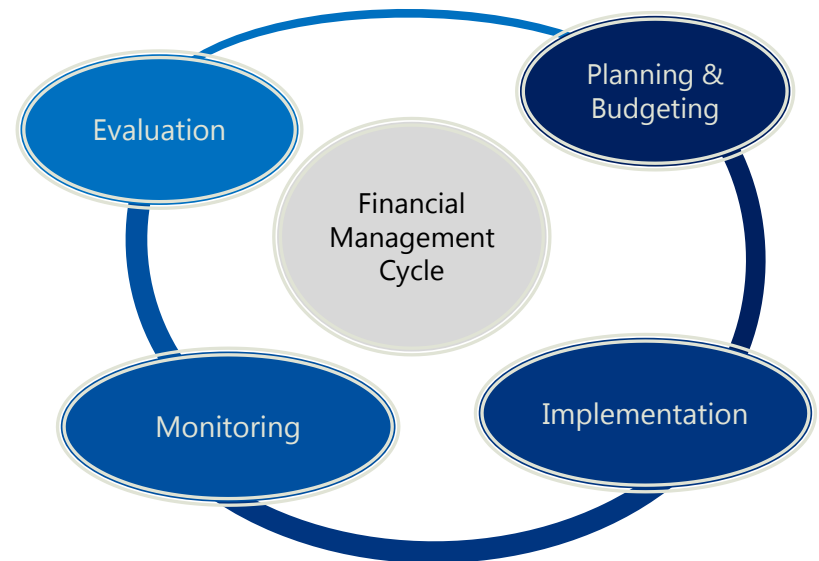 Planning &
Budgeting
Evaluation
Financial
Management
Cycle
Implementation
Monitoring